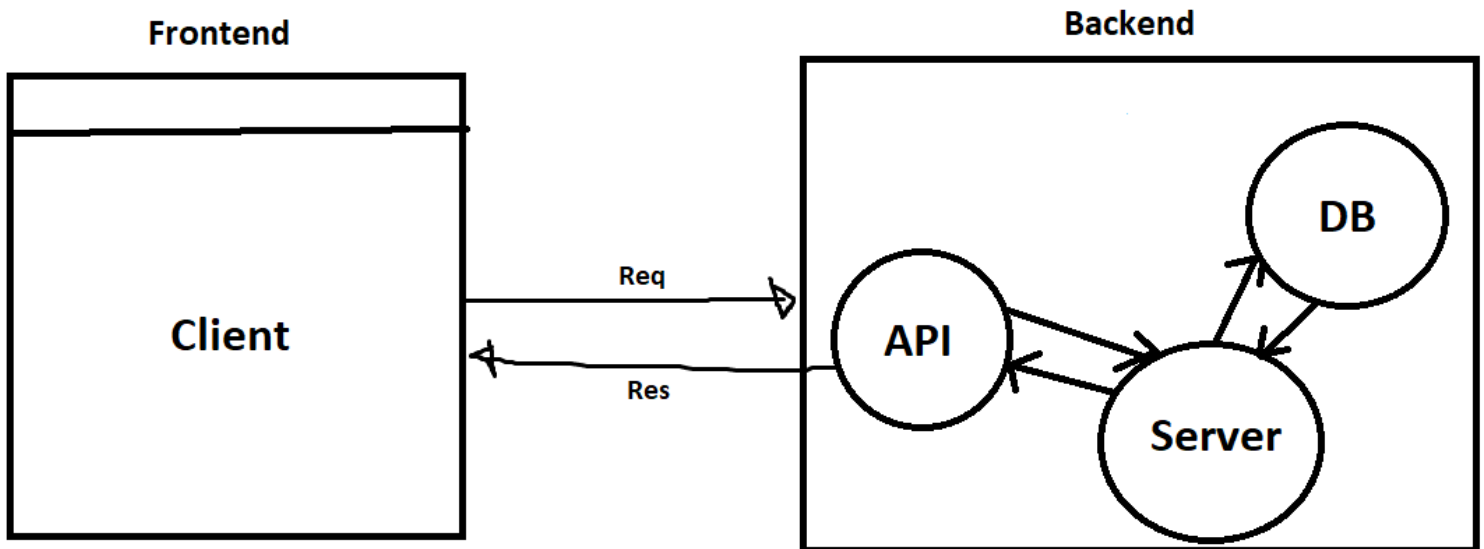 Frontend
Backend
Client
Req
Res
API
DB
Server